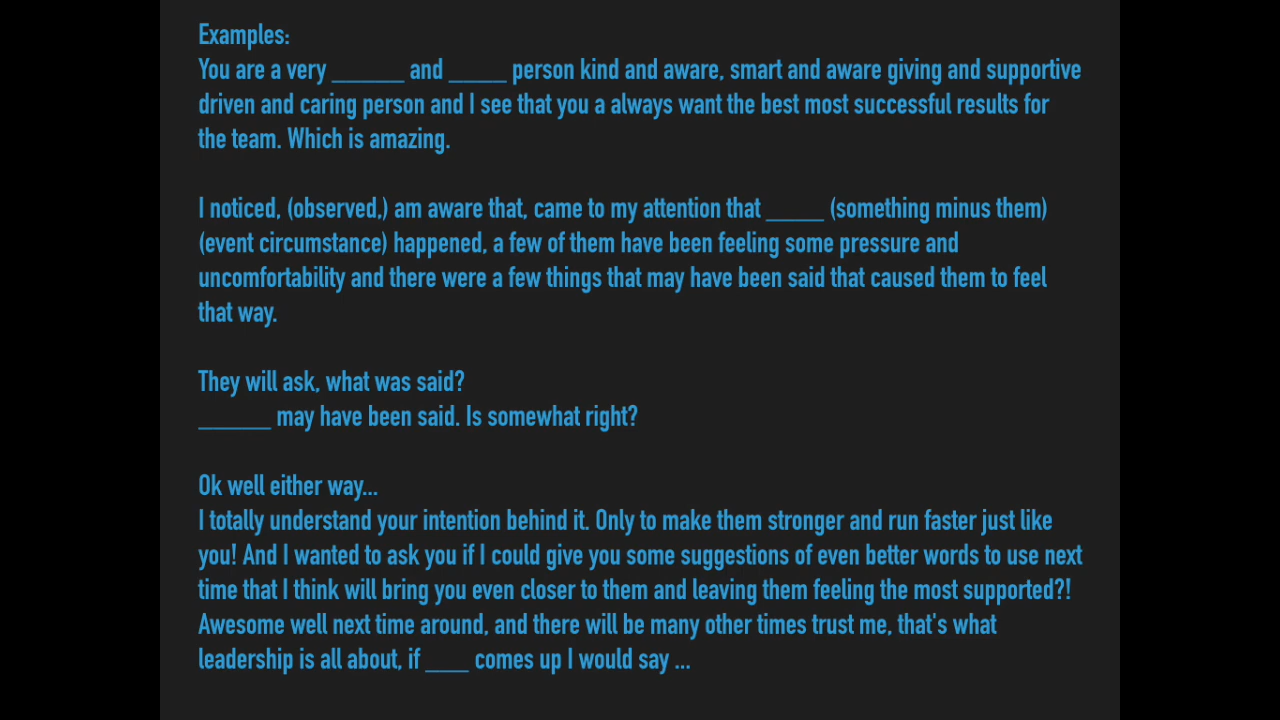 Examples:
You are a very ______ and _____ person kind and aware, smart and aware giving and supportive
driven and caring person and I see that you a always want the best most successful results for
the team. Which is amazing.
I noticed, (observed,) am aware that, came to my attention that _____ (something minus them)
(event circumstance) happened, a few of them have been feeling some pressure and
uncomfortability and there were a few things that may have been said that caused them to feel
that way.
They will ask, what was said?
______ may have been said. Is somewhat right?
Ok well either way...
I totally understand your intention behind it. Only to make them stronger and run faster just like
you! And I wanted to ask you if I could give you some suggestions of even better words to use next
time that I think will bring you even closer to them and leaving them feeling the most supported?!
Awesome well next time around, and there will be many other times trust me, that's what
leadership is all about, if ____ comes up I would say ...